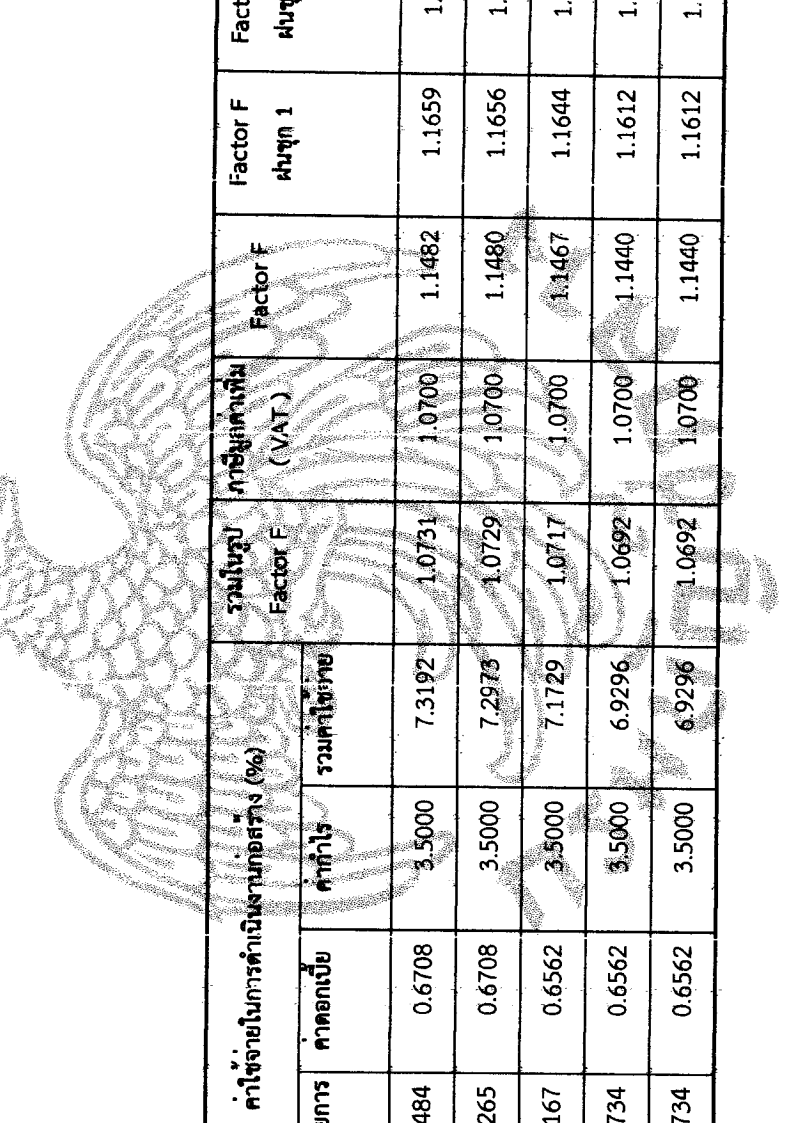 ค่าใช้จ่ายในการดำเนินงานก่อสร้าง (%) รวมในรูป ภาษีมูลค่าเพิ่ม Factor F Factor F
Factor F ( VAT ) ฝนชุก 1
ค่าดอกเบี้ย ค่ากำไร รวมค่าใช้จ่าย
484 0.6708 3.5000 7.3192 1.0731 1.0700 1.1482 1.1659 1.
265 0.6708 3.5000 7.2973 1.0729 1.0700 1.1480 1.1656 1.
167 0.6562 3.5000 7.1729 1.0717 1.0700 1.1467 1.1644 1.
734 0.6562 3.5000 6.9296 1.0692 1.0700 1.1440 1.1612 1.
734 0.6562 3.5000 6.9296 1.0692 1.0700 1.1440 1.1612 1.